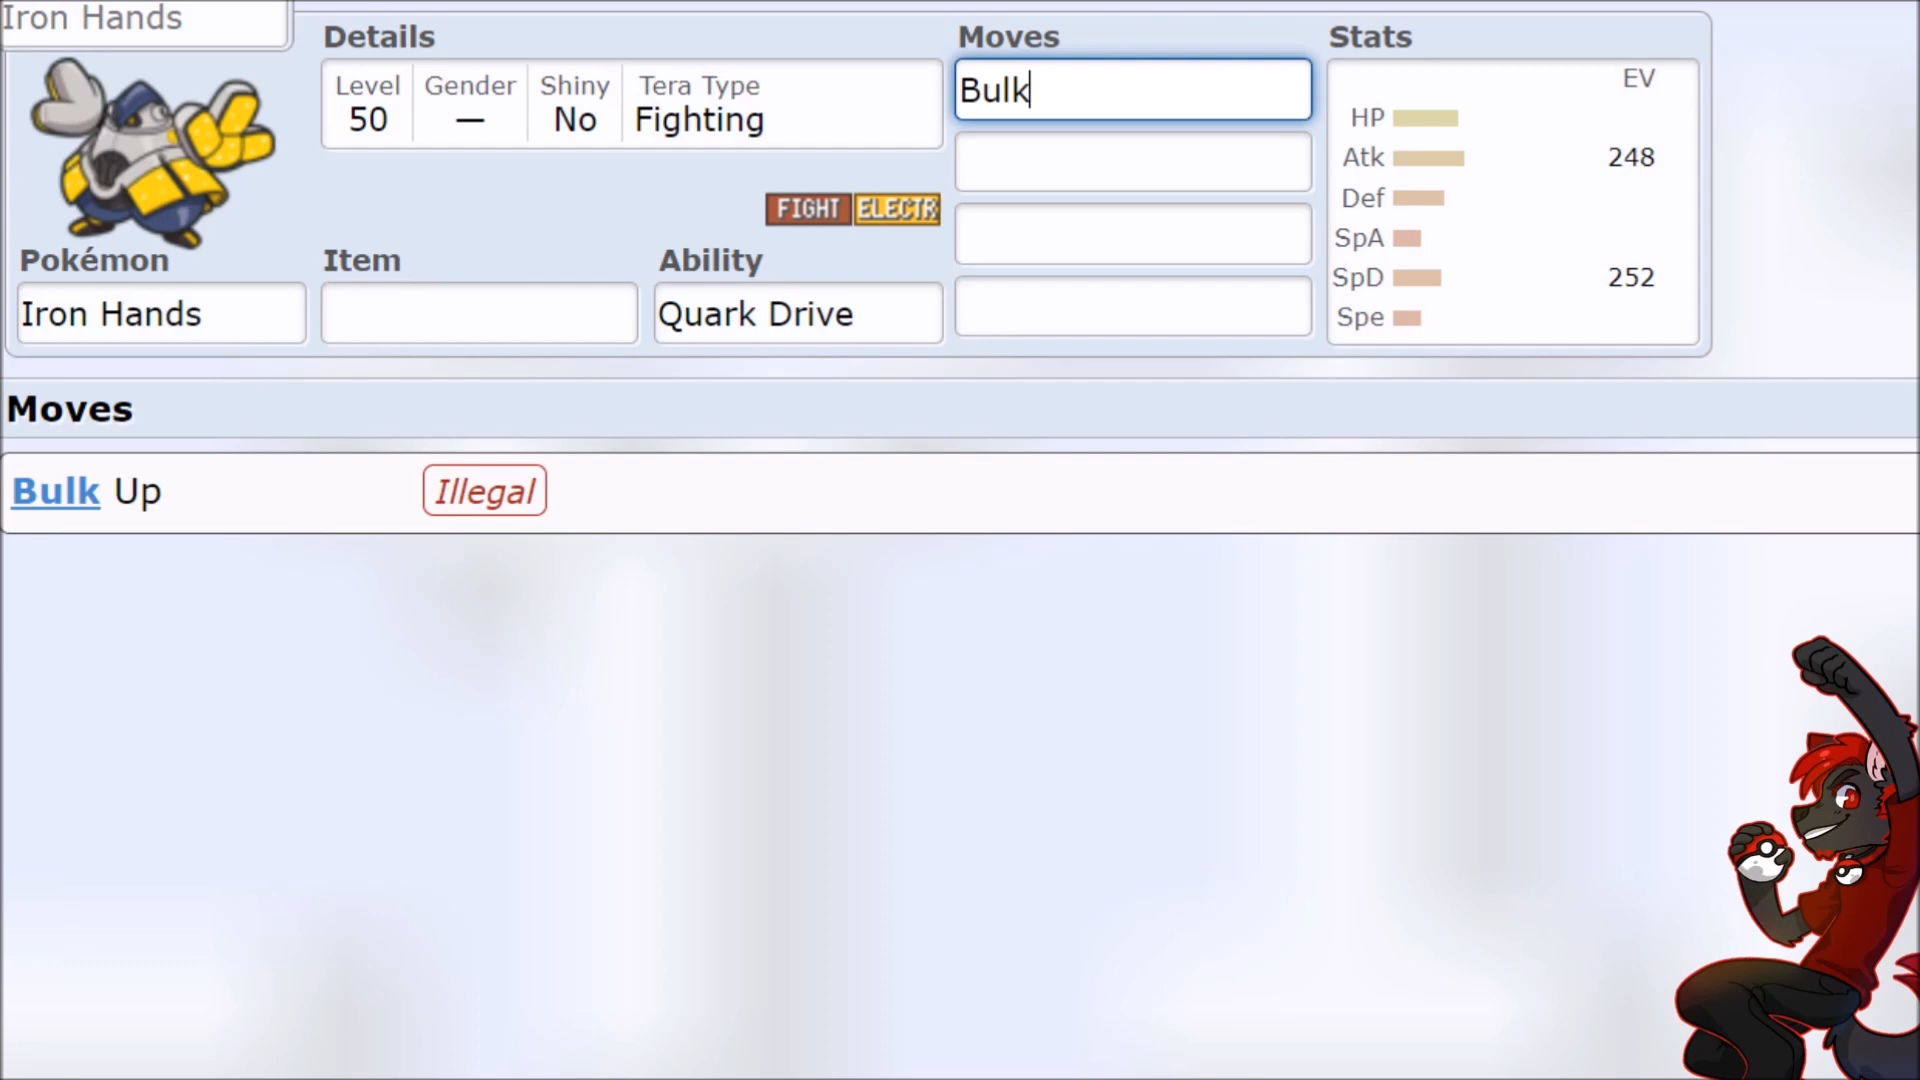 Iron Hands
Details
Level Gender Shiny Tera Type
50 — No Fighting
FIGHT ELECTR
Pokémon Item Ability
Iron Hands Quark Drive
Moves
Bulk
Stats
EV
HP
Atk 248
Def
SpA
SpD 252
Spe
Moves
Bulk Up Illegal